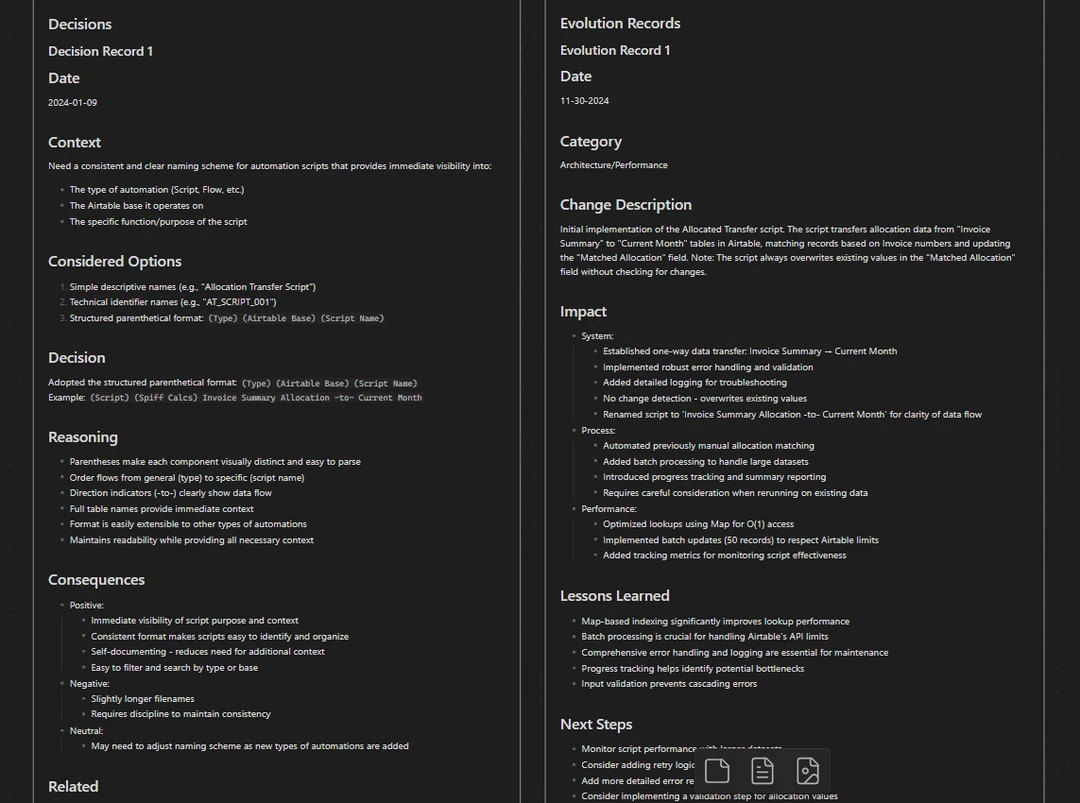 Decisions
Decision Record 1
Date
2024-01-09
Context
Need a consistent and clear naming scheme for automation scripts that provides immediate visibility into:
• The type of automation (Script, Flow, etc.)
• The Airtable base it operates on
• The specific function/purpose of the script
Considered Options
1. Simple descriptive names (e.g., "Allocation Transfer Script")
2. Technical identifier names (e.g., "AT_SCRIPT_001")
3. Structured parenthetical format: (Type) (Airtable Base) (Script Name)
Decision
Adopted the structured parenthetical format: (Type) (Airtable Base) (Script Name)
Example: (Script) (Spiff Calcs) Invoice Summary Allocation -to- Current Month
Reasoning
• Parentheses make each component visually distinct and easy to parse
• Order flows from general (type) to specific (script name)
• Direction indicators (-to-) clearly show data flow
• Full table names provide immediate context
• Format is easily extensible to other types of automations
• Maintains readability while providing all necessary context
Consequences
• Positive:
• Immediate visibility of script purpose and context
• Consistent format makes scripts easy to identify and organize
• Self-documenting - reduces need for additional context
• Easy to filter and search by type or base
• Negative:
• Slightly longer filenames
• Requires discipline to maintain consistency
• Neutral:
• May need to adjust naming scheme as new types of automations are added
Related
Evolution Records
Evolution Record 1
Date
11-30-2024
Category
Architecture/Performance
Change Description
Initial implementation of the Allocated Transfer script. The script transfers allocation data from "Invoice
Summary" to "Current Month" tables in Airtable, matching records based on Invoice numbers and updating
the "Matched Allocation" field. Note: The script always overwrites existing values in the "Matched Allocation"
field without checking for changes.
Impact
• System:
• Established one-way data transfer: Invoice Summary → Current Month
• Implemented robust error handling and validation
• Added detailed logging for troubleshooting
• No change detection - overwrites existing values
• Renamed script to 'Invoice Summary Allocation -to- Current Month' for clarity of data flow
• Process:
• Automated previously manual allocation matching
• Added batch processing to handle large datasets
• Introduced progress tracking and summary reporting
• Requires careful consideration when rerunning on existing data
• Performance:
• Optimized lookups using Map for O(1) access
• Implemented batch updates (50 records) to respect Airtable limits
• Added tracking metrics for monitoring script effectiveness
Lessons Learned
• Map-based indexing significantly improves lookup performance
• Batch processing is crucial for handling Airtable's API limits
• Comprehensive error handling and logging are essential for maintenance
• Progress tracking helps identify potential bottlenecks
• Input validation prevents cascading errors
Next Steps
• Monitor script performance with larger datasets
• Consider adding retry logic
• Add more detailed error
• Consider implementing a validation step for allocation values